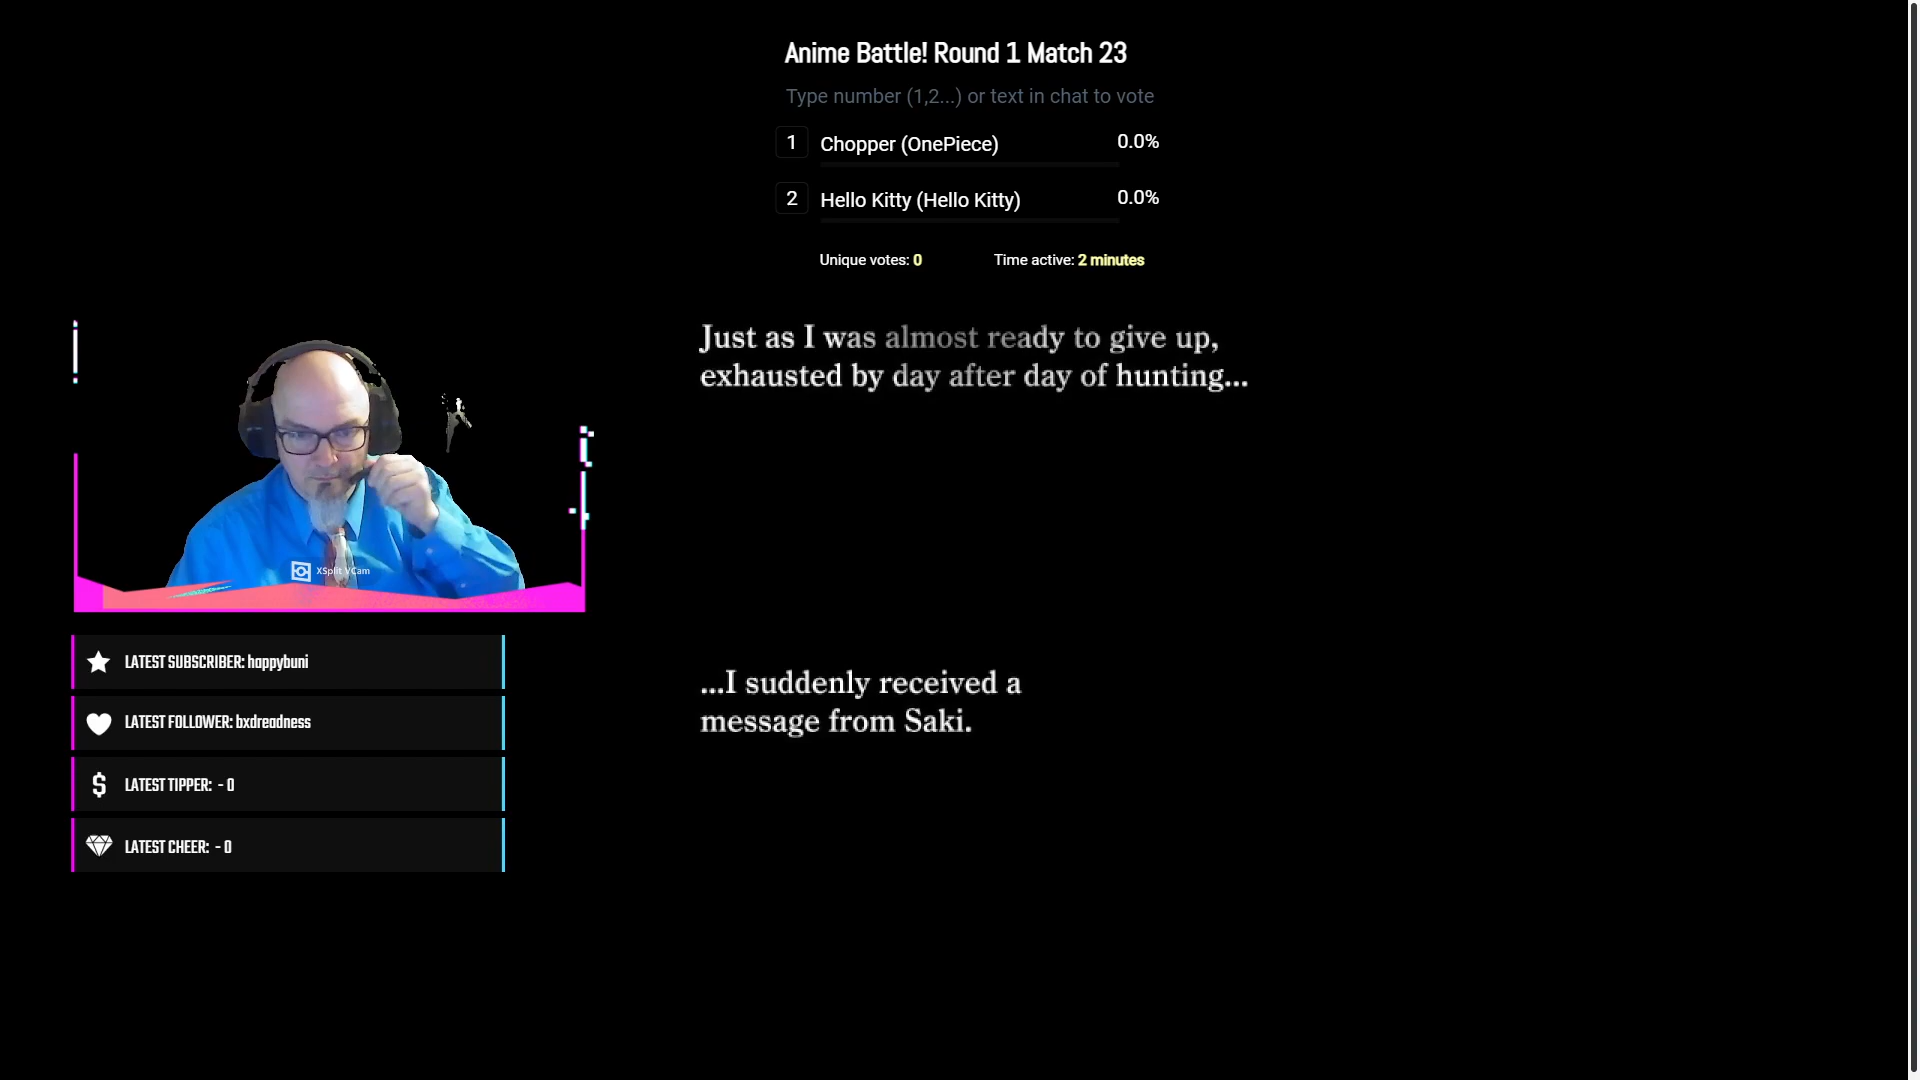 Anime Battle! Round 1 Match 23
Type number (1,2...) or text in chat to vote
1 Chopper (OnePiece) 0.0%
2 Hello Kitty (Hello Kitty) 0.0%
Unique votes: 0 Time active: 2 minutes
Just as I was almost ready to give up,
exhausted by day after day of hunting...
XSplit VCam
LATEST SUBSCRIBER: happybuni
...I suddenly received a
message from Saki.
LATEST FOLLOWER: bxdreadness
$ LATEST TIPPER: - 0
LATEST CHEER: - 0